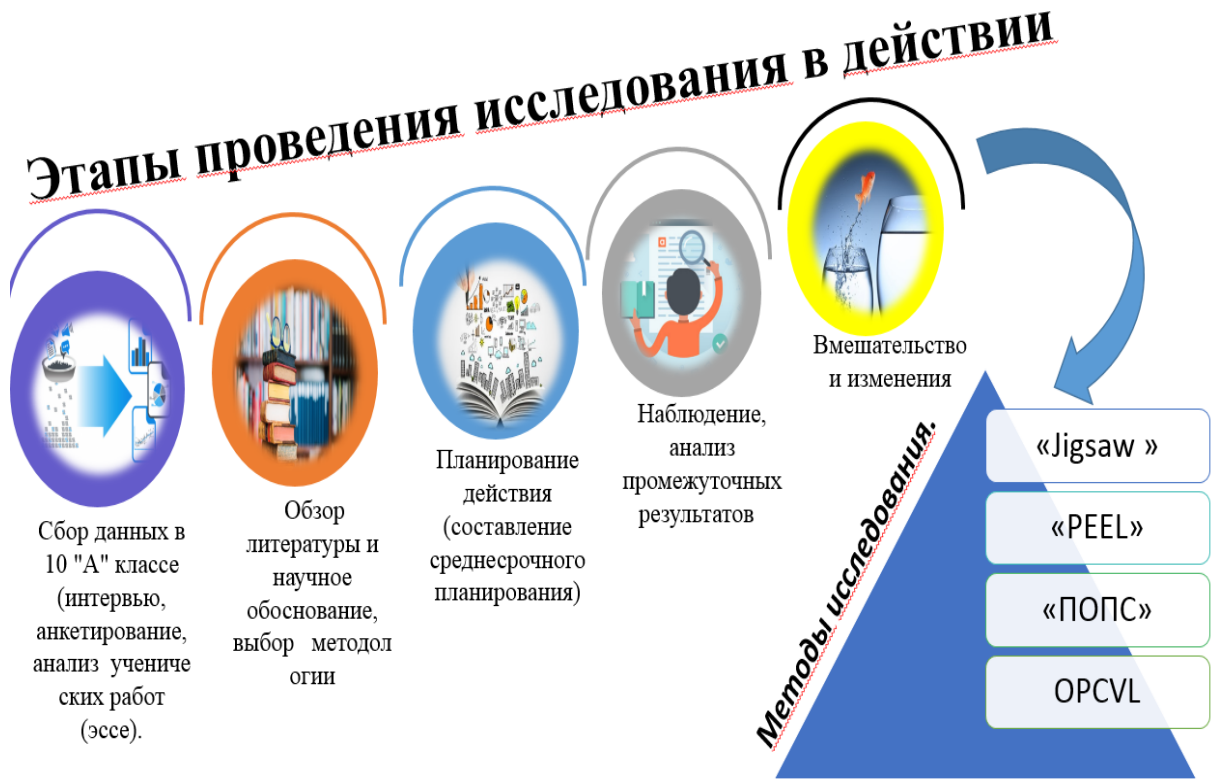 Этапы проведения исследования в действии
Сбор данных в
10 "А" классе
(интервью,
анкетирование,
анализ учениче
ских работ
(эссе).
Обзор
литературы и
научное
обоснование,
выбор методол
огии
Планирование
действия
(составление
среднесрочного
планирования)
Наблюдение,
анализ
промежуточных
результатов
Вмешательство
и изменения
Методы исследования.
«Jigsaw »
«PEEL»
«ПОПС»
OPCVL